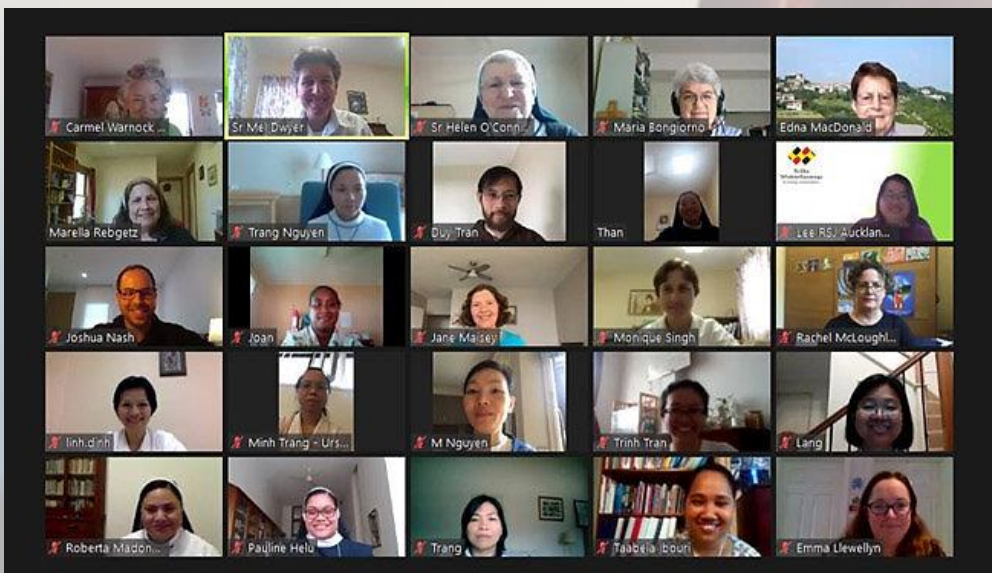 Carmel Warnock ...
Sr Mel Dwyer
Sr Helen O'Conn...
Maria Bongiorno
Edna MacDonald
Marella Rebgetz
Trang Nguyen
Duy Tran
Than
Lee RSJ Aucklan...
Joshua Nash
Joan
Jane Maisey
Monique Singh
Rachel McLoughl...
linh.dinh
Minh Trang - Urs...
M Nguyen
Trinh Tran
Lang
Roberta Madon...
Pauline Helu
Trang
Taabeia Ibouri
Emma Llewellyn